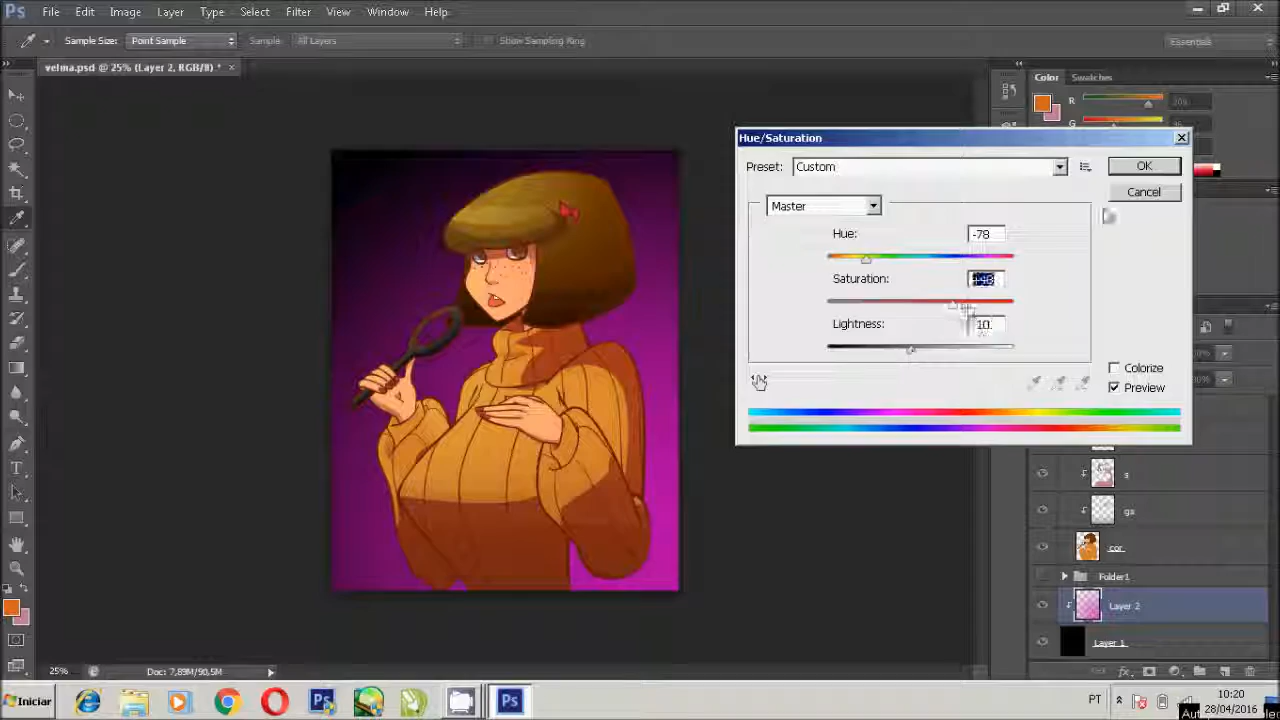 Ps File Edit Image Layer Type Select Filter View Window Help
Sample Size: Point Sample Sample: All Layers Show Sampling Ring Essentials
velma.psd @ 25% (Layer 2, RGB/8) * ×
Color Swatches
R
G
Hue/Saturation
Preset: Custom OK
Cancel
Master
Hue: -78
Saturation:
Lightness: 10
Colorize
Preview
s
gs
cor
Folder1
Layer 2
Layer 1
25% Doc: 7,89M/90,5M
Iniciar Ps Ps PT 10:20
28/04/2016